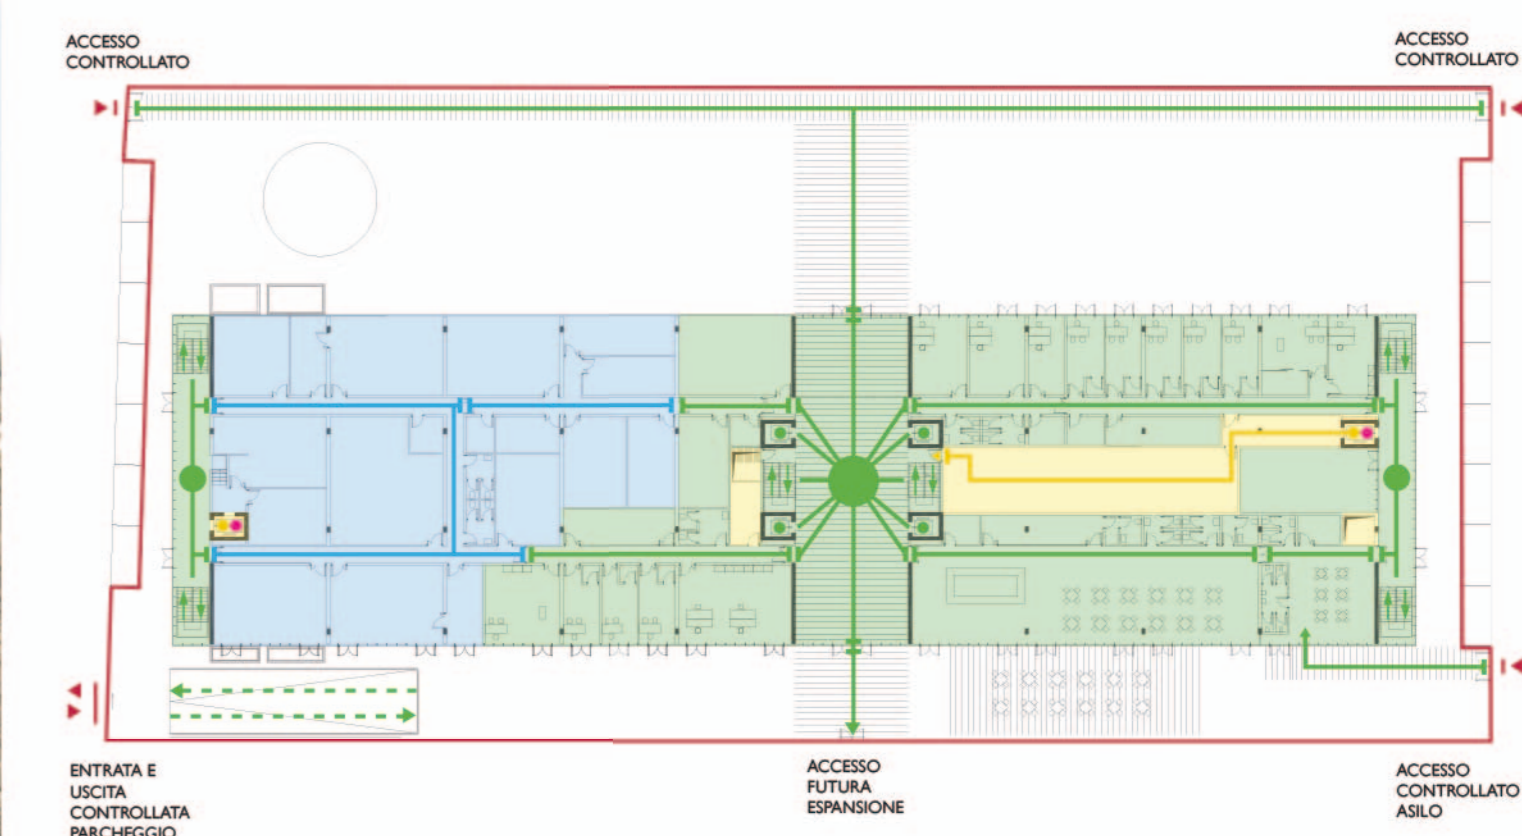 ACCESSO
CONTROLLATO
ACCESSO
CONTROLLATO
ENTRATA E
USCITA
CONTROLLATA
PARCHEGGIO
ACCESSO
FUTURA
ESPANSIONE
ACCESSO
CONTROLLATO
ASILO